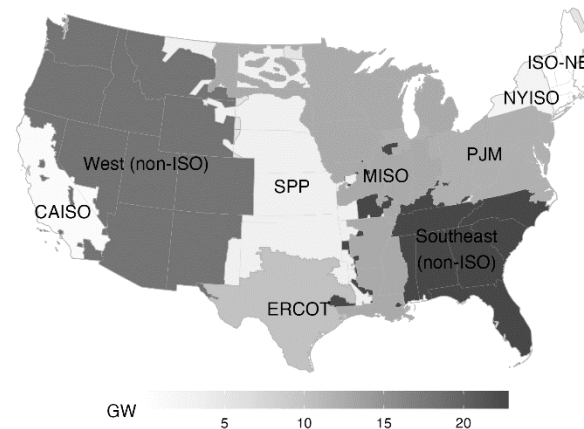 ISO-NE
NYISO
PJM
West (non-ISO)
MISO
SPP
CAISO
Southeast
(non-ISO)
ERCOT
GW
5 10 15 20